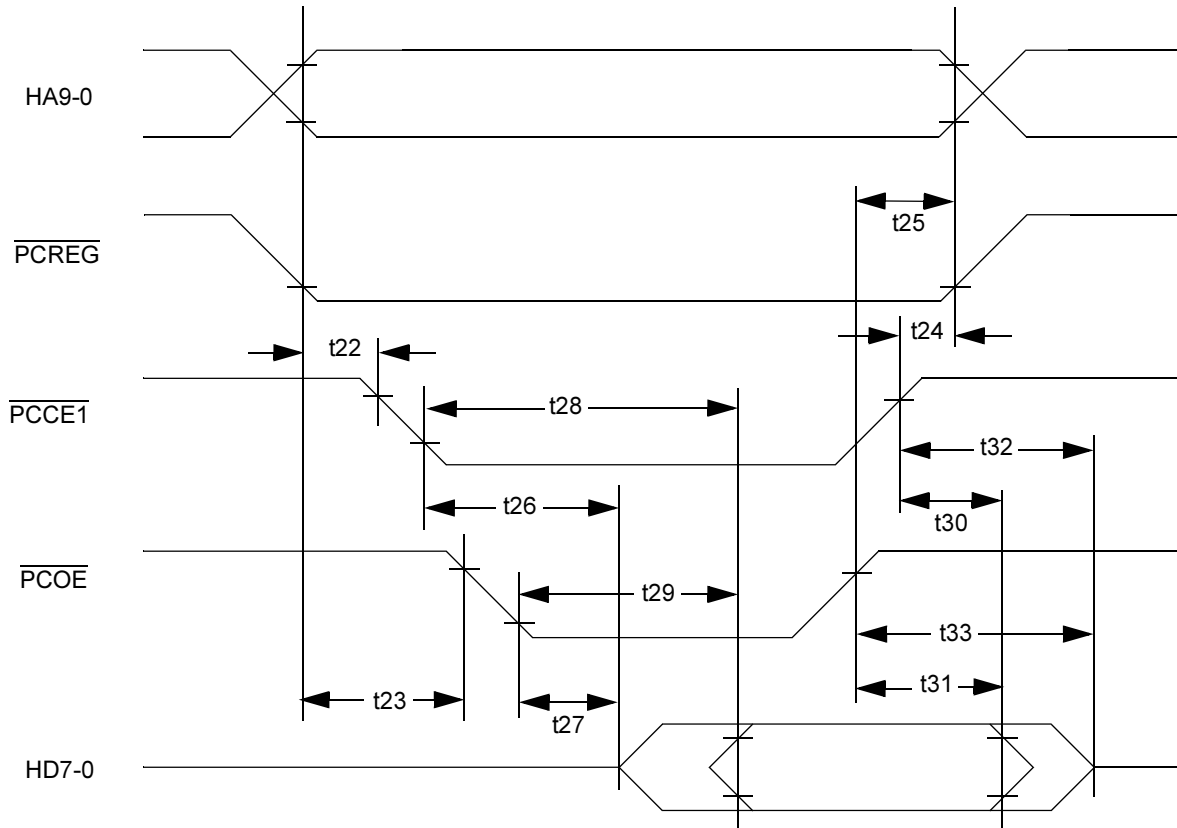 HA9-0
t25
PCREG
t24
t22
t28
PCCE1
t32
t26
t30
PCOE
t29
t33
t31
t23
t27
HD7-0